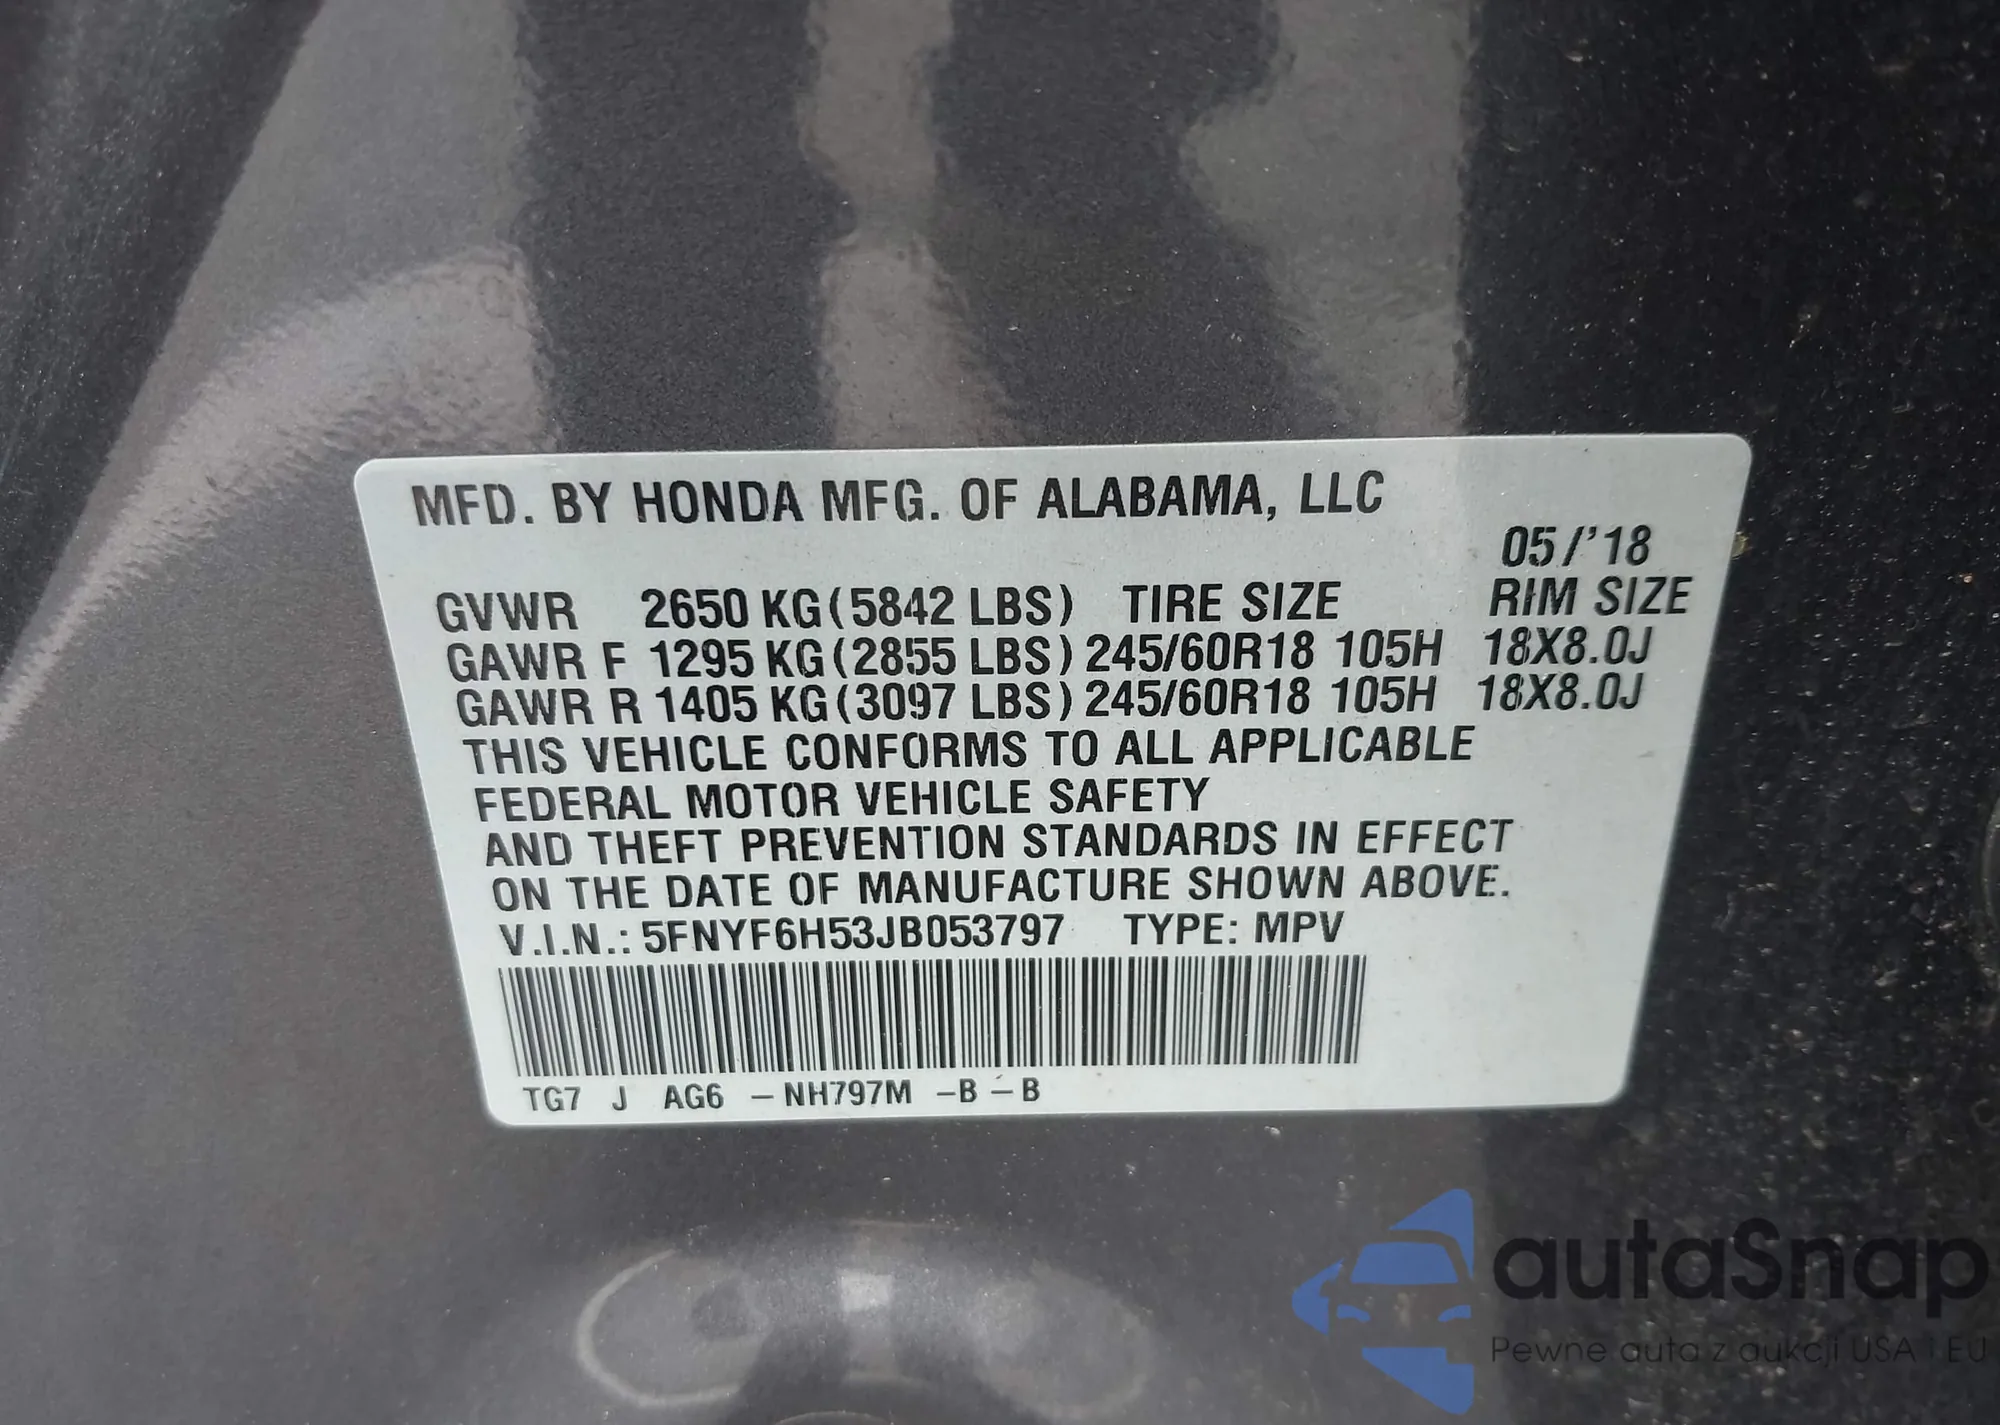 MFD. BY HONDA MFG. OF ALABAMA, LLC
05/'18
GVWR 2650 KG(5842 LBS) TIRE SIZE RIM SIZE
GAWR F 1295 KG(2855 LBS) 245/60R18 105H 18X8.0J
GAWR R 1405 KG(3097 LBS) 245/60R18 105H 18X8.0J
THIS VEHICLE CONFORMS TO ALL APPLICABLE
FEDERAL MOTOR VEHICLE SAFETY
AND THEFT PREVENTION STANDARDS IN EFFECT
ON THE DATE OF MANUFACTURE SHOWN ABOVE.
V.I.N.: 5FNYF6H53JB053797 TYPE: MPV
TG7 J AG6 -NH797M -B-B
autaSnap
Pewne auta z aukcji USA i EU